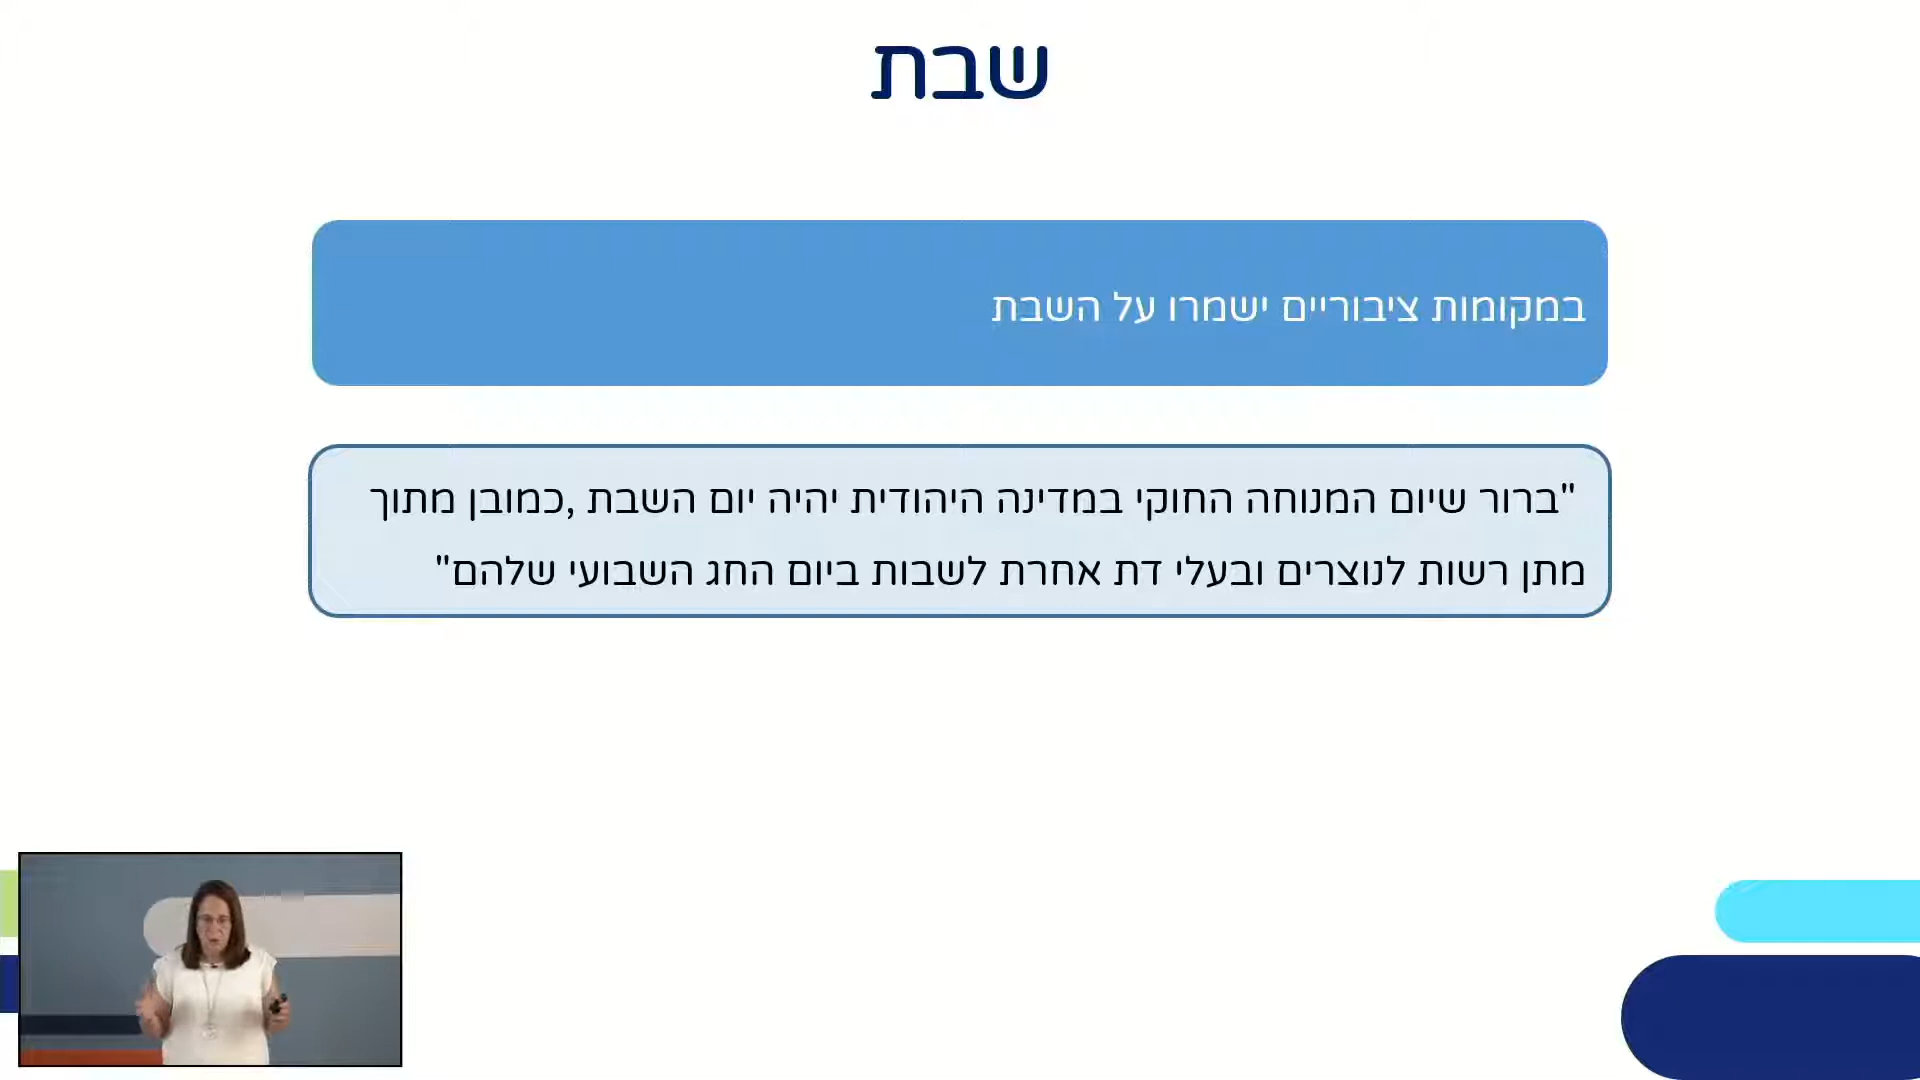 שבת
במקומות ציבוריים ישמרו על השבת
"ברור שיום המנוחה החוקי במדינה היהודית יהיה יום השבת ,כמובן מתוך
מתן רשות לנוצרים ובעלי דת אחרת לשבות ביום החג השבועי שלהם"